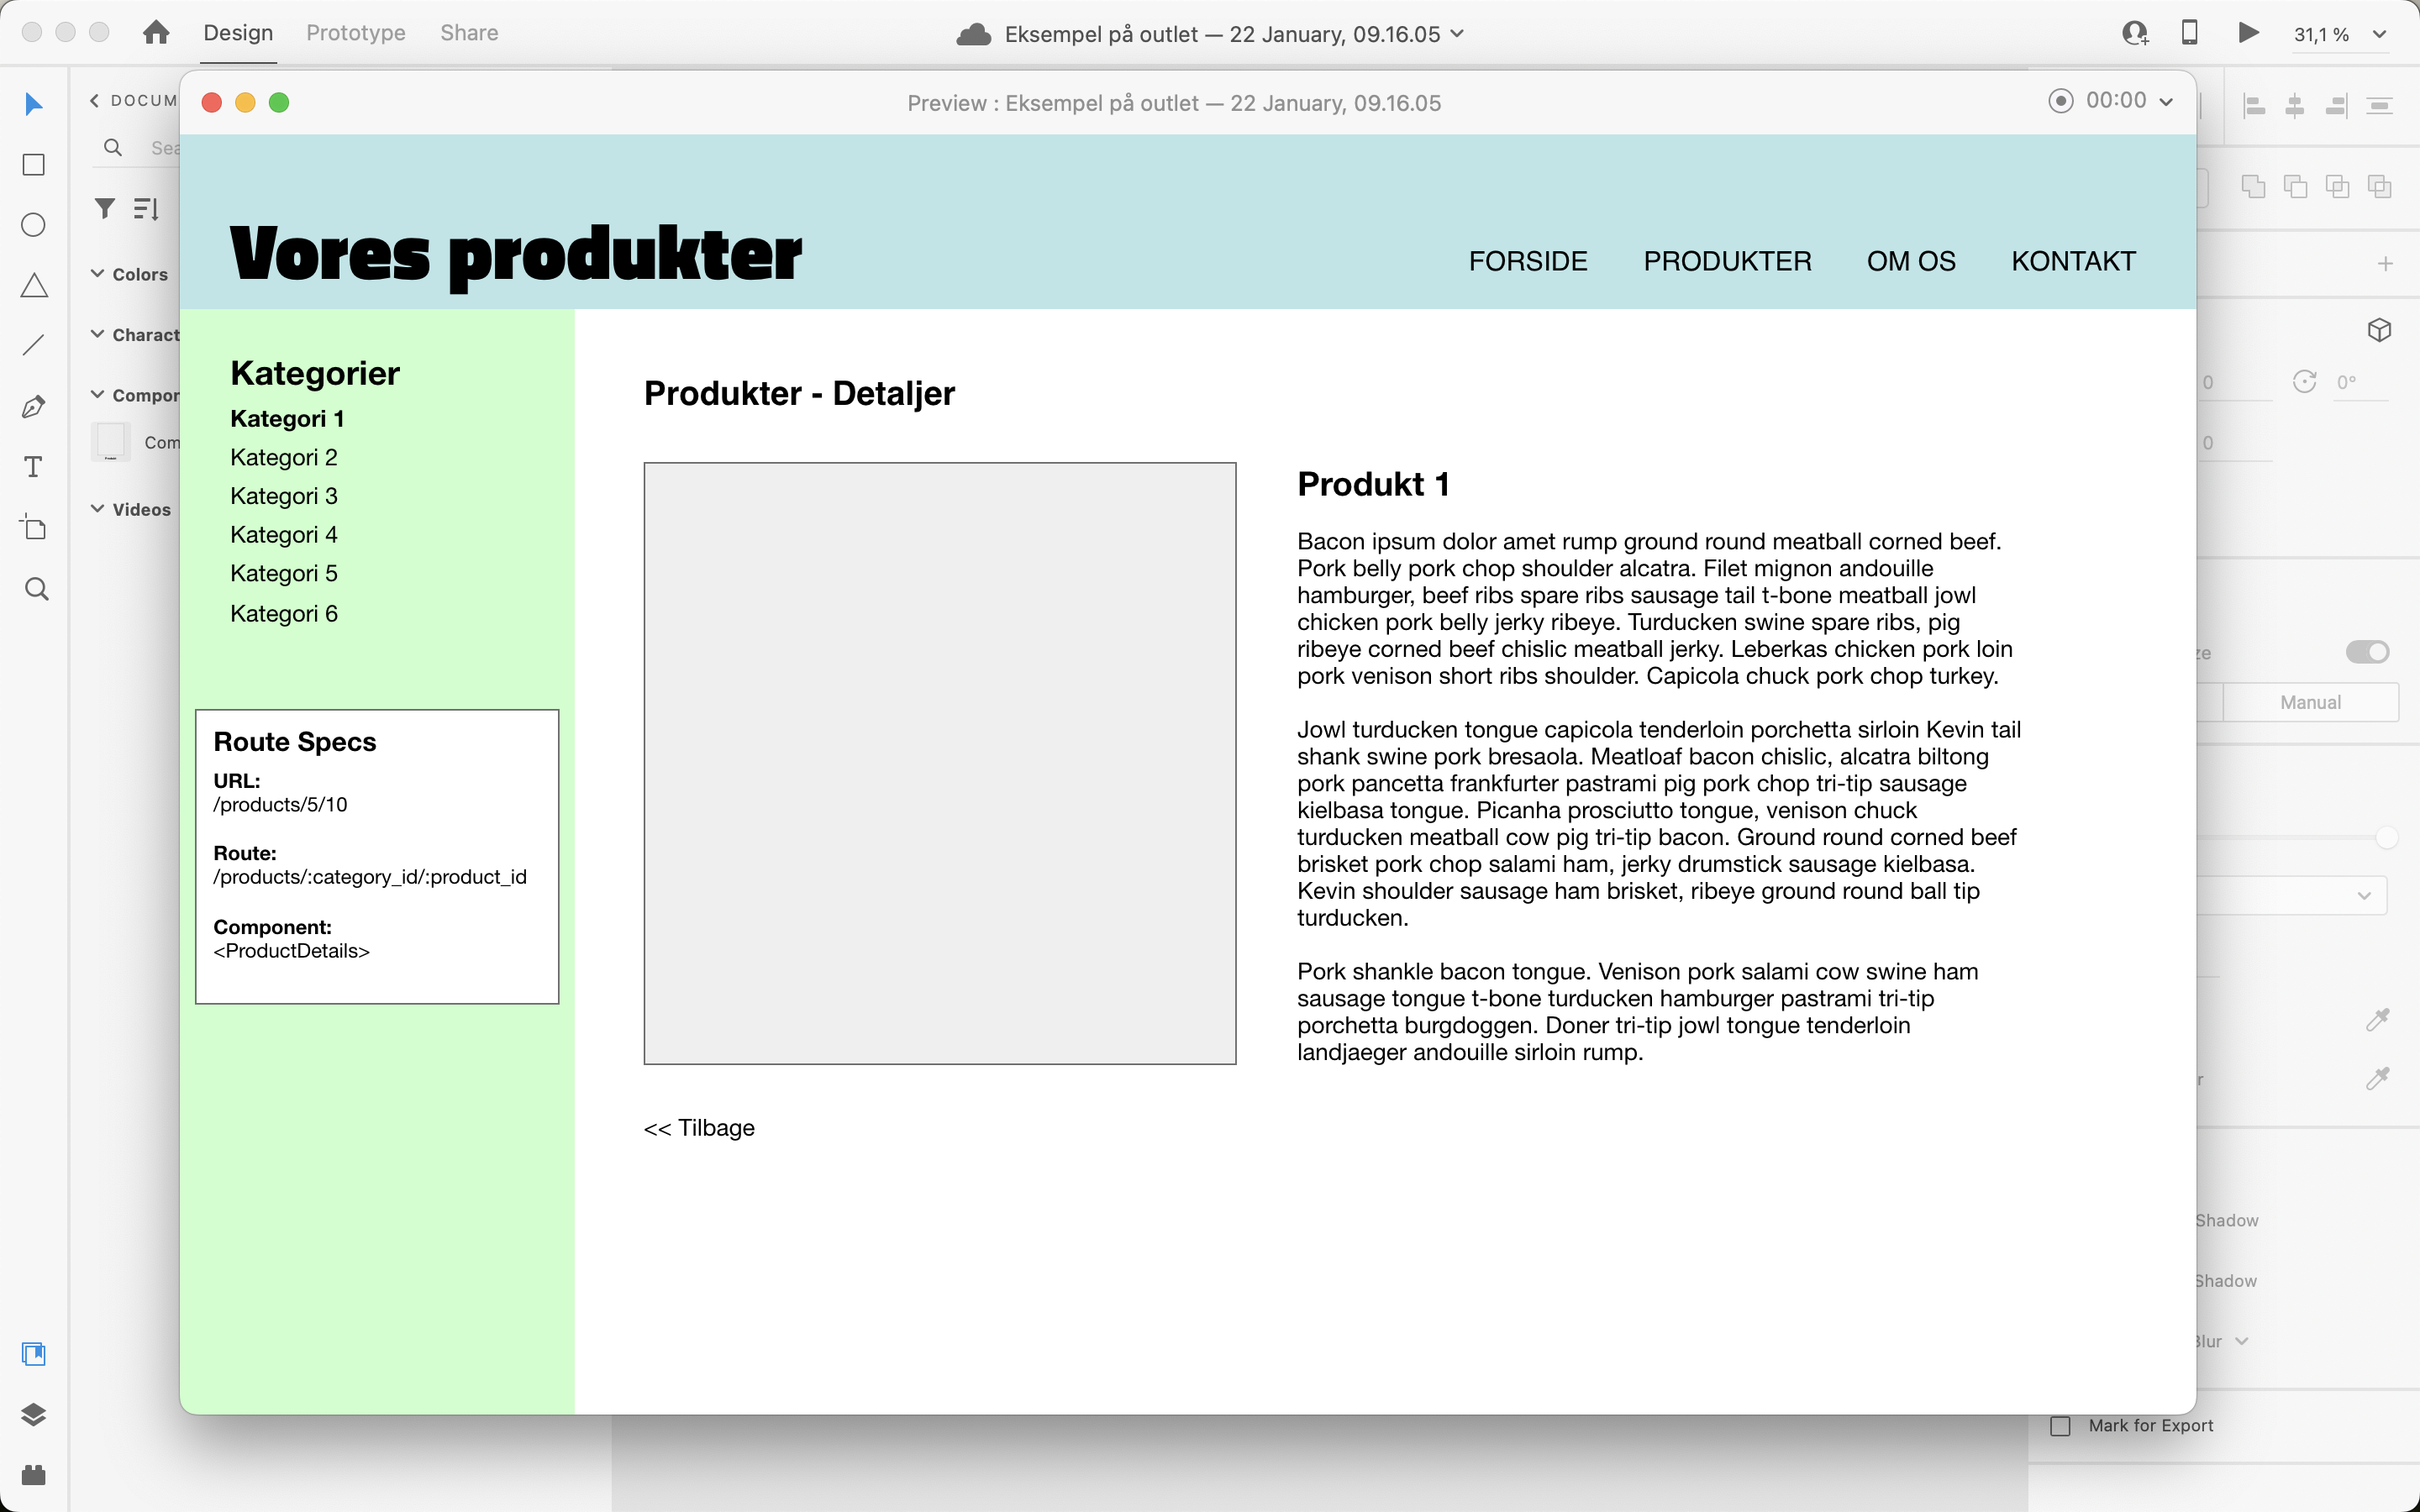 Design Prototype Share
Eksempel på outlet — 22 January, 09.16.05
31,1 %
DOCUM
Sea
Colors
Charact
Compon
Com
Videos
Preview : Eksempel på outlet — 22 January, 09.16.05
00:00
Vores produkter
FORSIDE PRODUKTER OM OS KONTAKT
Kategorier
Kategori 1
Kategori 2
Kategori 3
Kategori 4
Kategori 5
Kategori 6
Route Specs
URL:
/products/5/10
Route:
/products/:category_id/:product_id
Component:
<ProductDetails>
Produkter - Detaljer
Produkt 1
Bacon ipsum dolor amet rump ground round meatball corned beef.
Pork belly pork chop shoulder alcatra. Filet mignon andouille
hamburger, beef ribs spare ribs sausage tail t-bone meatball jowl
chicken pork belly jerky ribeye. Turducken swine spare ribs, pig
ribeye corned beef chislic meatball jerky. Leberkas chicken pork loin
pork venison short ribs shoulder. Capicola chuck pork chop turkey.
Jowl turducken tongue capicola tenderloin porchetta sirloin Kevin tail
shank swine pork bresaola. Meatloaf bacon chislic, alcatra biltong
pork pancetta frankfurter pastrami pig pork chop tri-tip sausage
kielbasa tongue. Picanha prosciutto tongue, venison chuck
turducken meatball cow pig tri-tip bacon. Ground round corned beef
brisket pork chop salami ham, jerky drumstick sausage kielbasa.
Kevin shoulder sausage ham brisket, ribeye ground round ball tip
turducken.
Pork shankle bacon tongue. Venison pork salami cow swine ham
sausage tongue t-bone turducken hamburger pastrami tri-tip
porchetta burgdoggen. Doner tri-tip jowl tongue tenderloin
landjaeger andouille sirloin rump.
<< Tilbage
0 0°
0
ze
Manual
r
Shadow
Shadow
Blur
Mark for Export